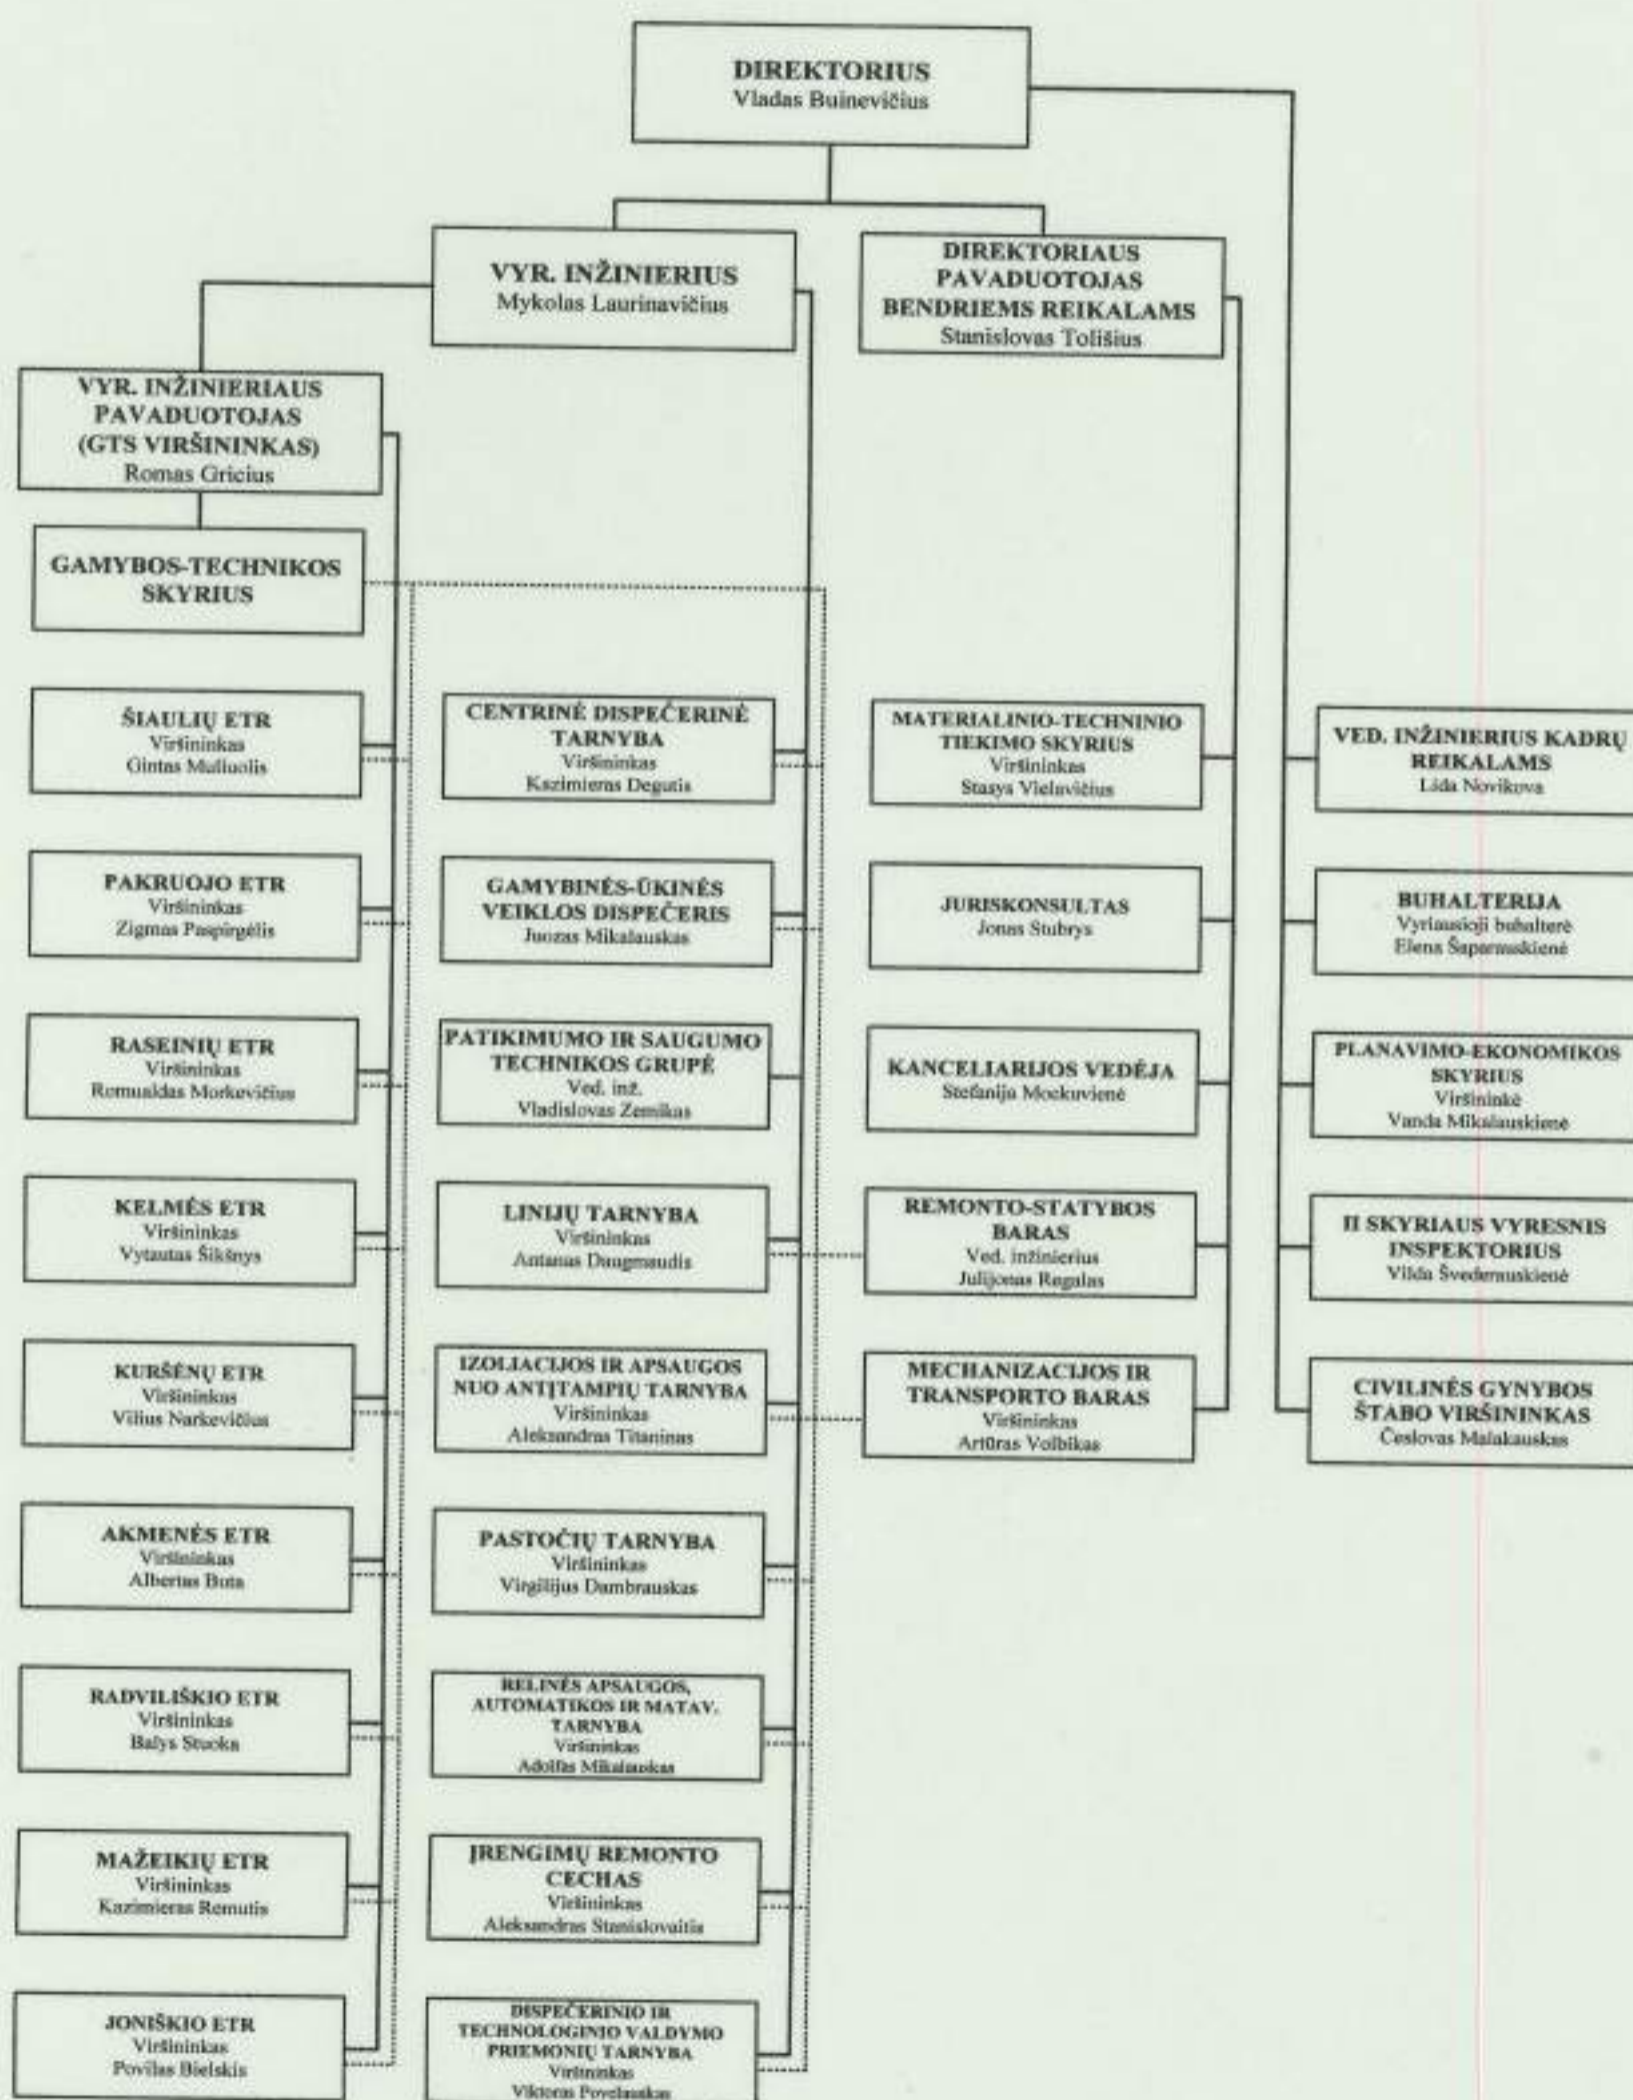 DIREKTORIUS
Vladas Buinevičius
VYR. INŽINIERIUS
Mykolas Laurinavičius
DIREKTORIAUS
PAVADUOTOJAS
BENDRIEMS REIKALAMS
Stanislovas Tolišius
VYR. INŽINIERIAUS
PAVADUOTOJAS
(GTS VIRŠININKAS)
Romas Gricius
GAMYBOS-TECHNIKOS
SKYRIUS
ŠIAULIŲ ETR
Viršininkas
Gintas Muliuolis
PAKRUOJO ETR
Viršininkas
Zigmas Paspirgėlis
RASEINIŲ ETR
Viršininkas
Romualdas Morkevičius
KELMĖS ETR
Viršininkas
Vytautas Šikšnys
KURŠĖNŲ ETR
Viršininkas
Vilius Narkevičius
AKMENĖS ETR
Viršininkas
Albertas Buta
RADVILIŠKIO ETR
Viršininkas
Balys Stuoka
MAŽEIKIŲ ETR
Viršininkas
Kazimieras Remutis
JONIŠKIO ETR
Viršininkas
Povilas Bielskis
CENTRINĖ DISPEČERINĖ
TARNYBA
Viršininkas
Kazimieras Degutis
GAMYBINĖS-ŪKINĖS
VEIKLOS DISPEČERIS
Juozas Mikalauskas
PATIKIMUMO IR SAUGUMO
TECHNIKOS GRUPĖ
Ved. inž.
Vladislovas Zemikas
LINIJŲ TARNYBA
Viršininkas
Antanas Daugmaudis
IZOLIACIJOS IR APSAUGOS
NUO ANTĮTAMPIŲ TARNYBA
Viršininkas
Aleksandras Titaninas
PASTOČIŲ TARNYBA
Viršininkas
Virgilijus Dambrauskas
RELINĖS APSAUGOS,
AUTOMATIKOS IR MATAV.
TARNYBA
Viršininkas
Adolfas Mikalauskas
ĮRENGIMŲ REMONTO
CECHAS
Viršininkas
Aleksandras Stanislovaitis
DISPEČERINIO IR
TECHNOLOGINIO VALDYMO
PRIEMONIŲ TARNYBA
Viršininkas
Viktoras Povelauskas
MATERIALINIO-TECHNINIO
TIEKIMO SKYRIUS
Viršininkas
Stasys Vielavičius
JURISKONSULTAS
Jonas Stubrys
KANCELIARIJOS VEDĖJA
Stefanija Mockuvienė
REMONTO-STATYBOS
BARAS
Ved. inžinierius
Julijonas Ragalas
MECHANIZACIJOS IR
TRANSPORTO BARAS
Viršininkas
Artūras Volbikas
VED. INŽINIERIUS KADRŲ
REIKALAMS
Lida Novikova
BUHALTERIJA
Vyriausioji buhalterė
Elena Šaparauskienė
PLANAVIMO-EKONOMIKOS
SKYRIUS
Viršininkė
Vanda Mikalauskienė
II SKYRIAUS VYRESNIS
INSPEKTORIUS
Vilda Švederauskienė
CIVILINĖS GYNYBOS
ŠTABO VIRŠININKAS
Česlovas Malakauskas